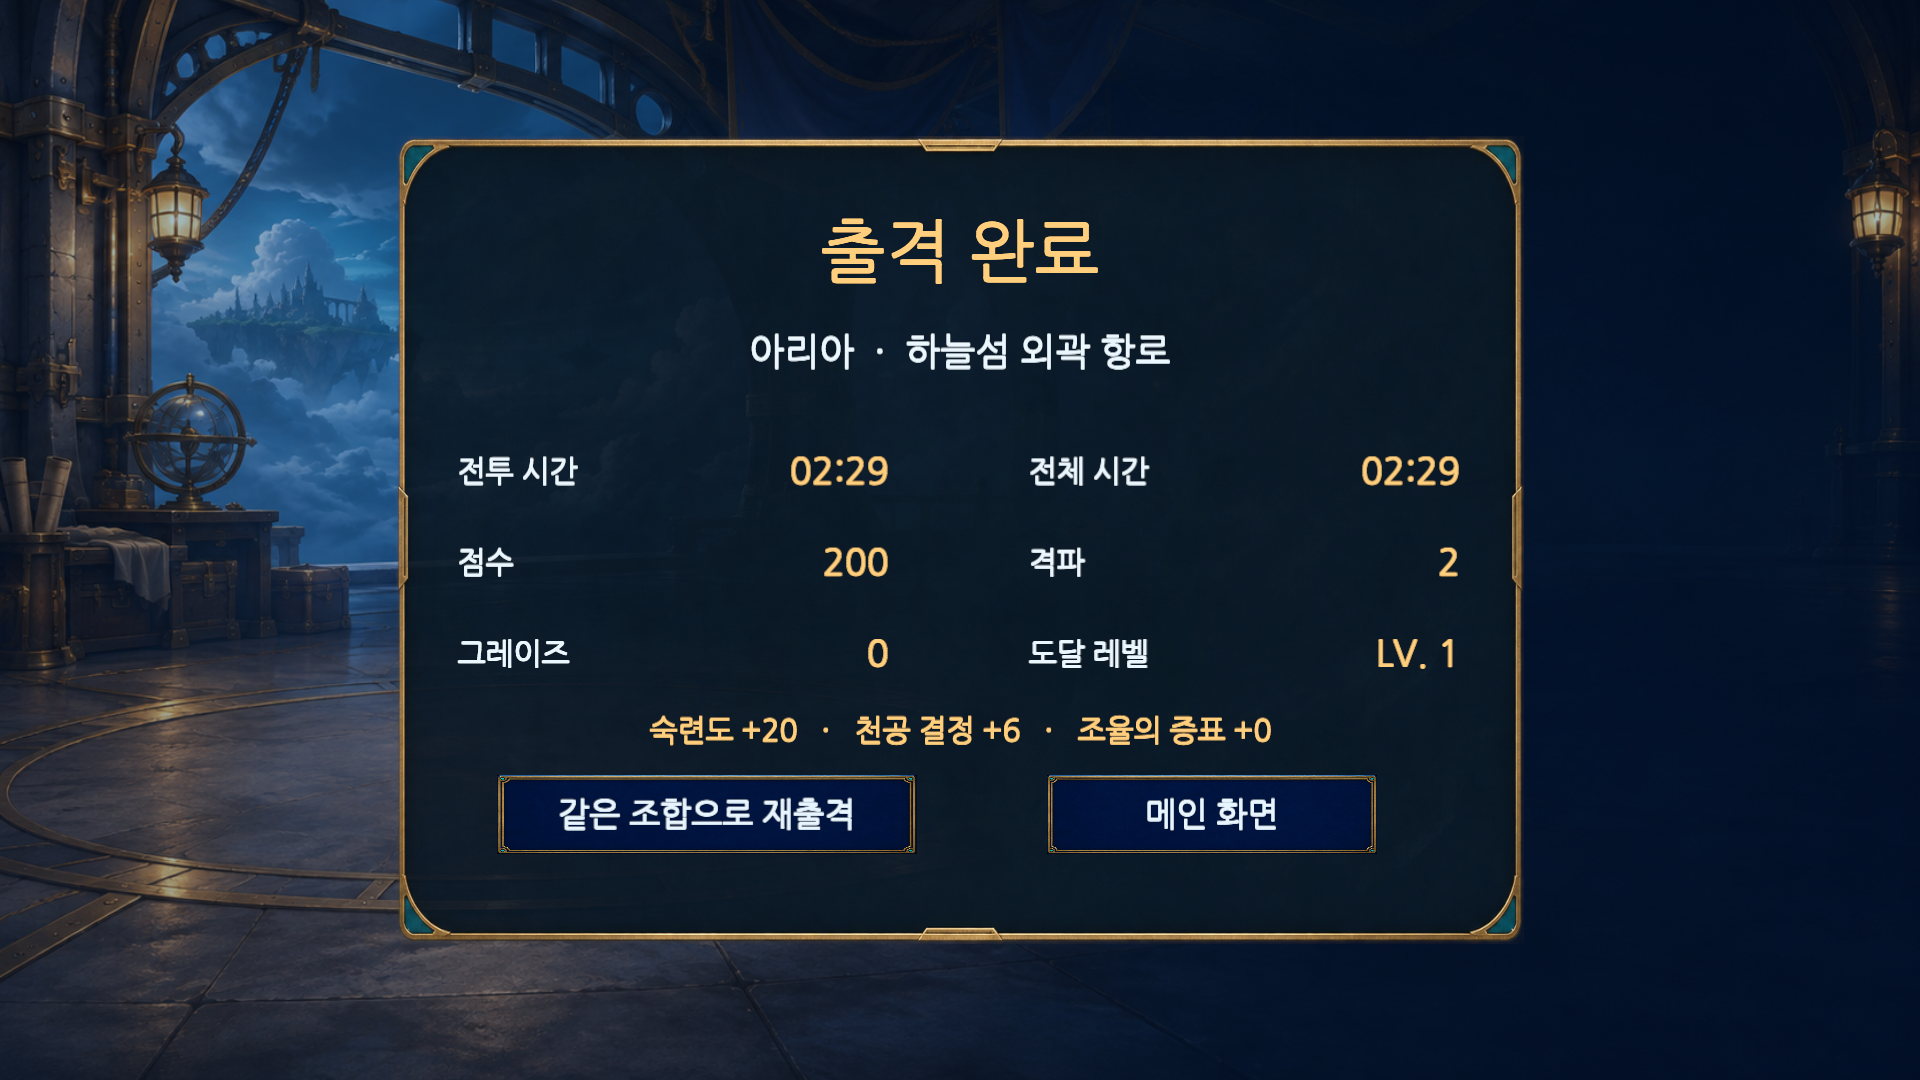 출격 완료
아리아 · 하늘섬 외곽 항로
전투 시간 02:29 전체 시간 02:29
점수 200 격파 2
그레이즈 0 도달 레벨 LV. 1
숙련도 +20 · 천공 결정 +6 · 조율의 증표 +0
같은 조합으로 재출격 메인 화면